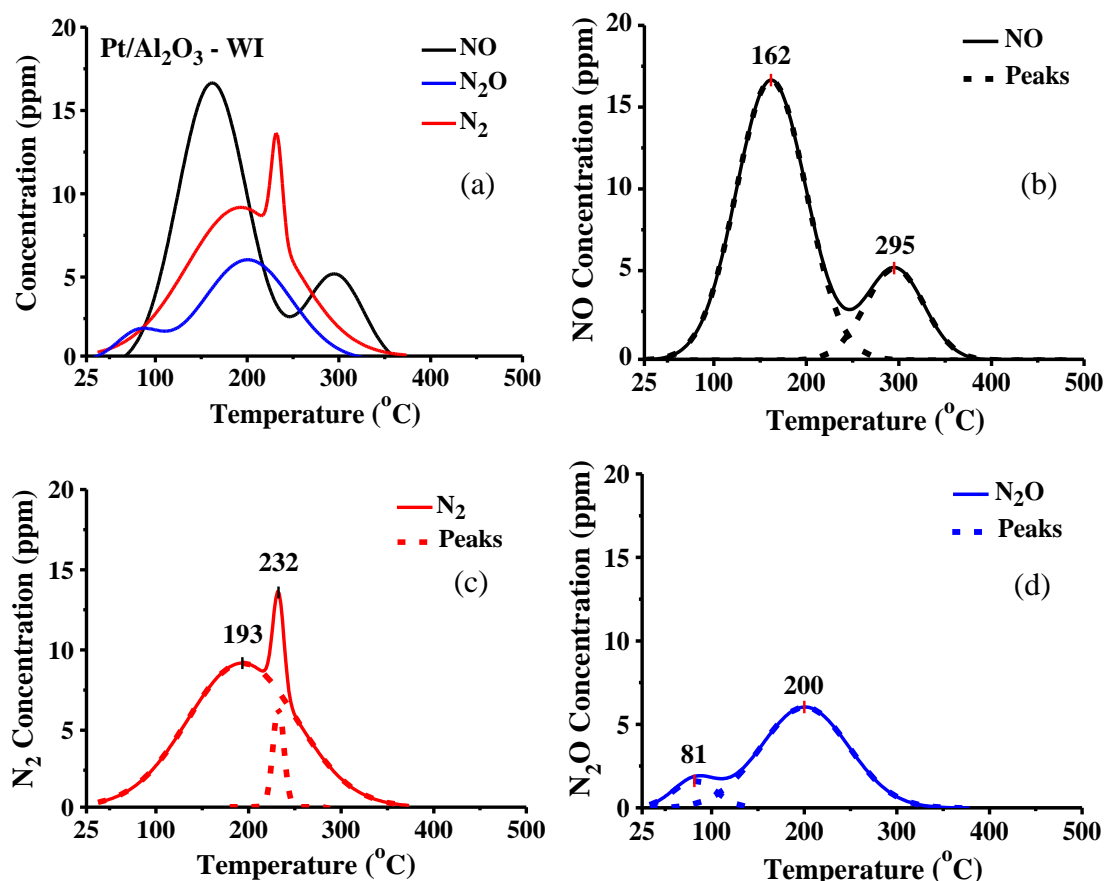 Pt/Al2O3 - WI
NO
N2O
N2
(a)
Concentration (ppm)
20
15
10
5
0
25 100 200 300 400 500
Temperature (oC)
NO
Peaks
162
295
(b)
NO Concentration (ppm)
20
15
10
5
0
25 100 200 300 400 500
Temperature (oC)
N2
Peaks
232
193
(c)
N2 Concentration (ppm)
20
15
10
5
0
25 100 200 300 400 500
Temperature (oC)
N2O
Peaks
(d)
200
81
N2O Concentration (ppm)
20
15
10
5
0
25 100 200 300 400 500
Temperature (oC)